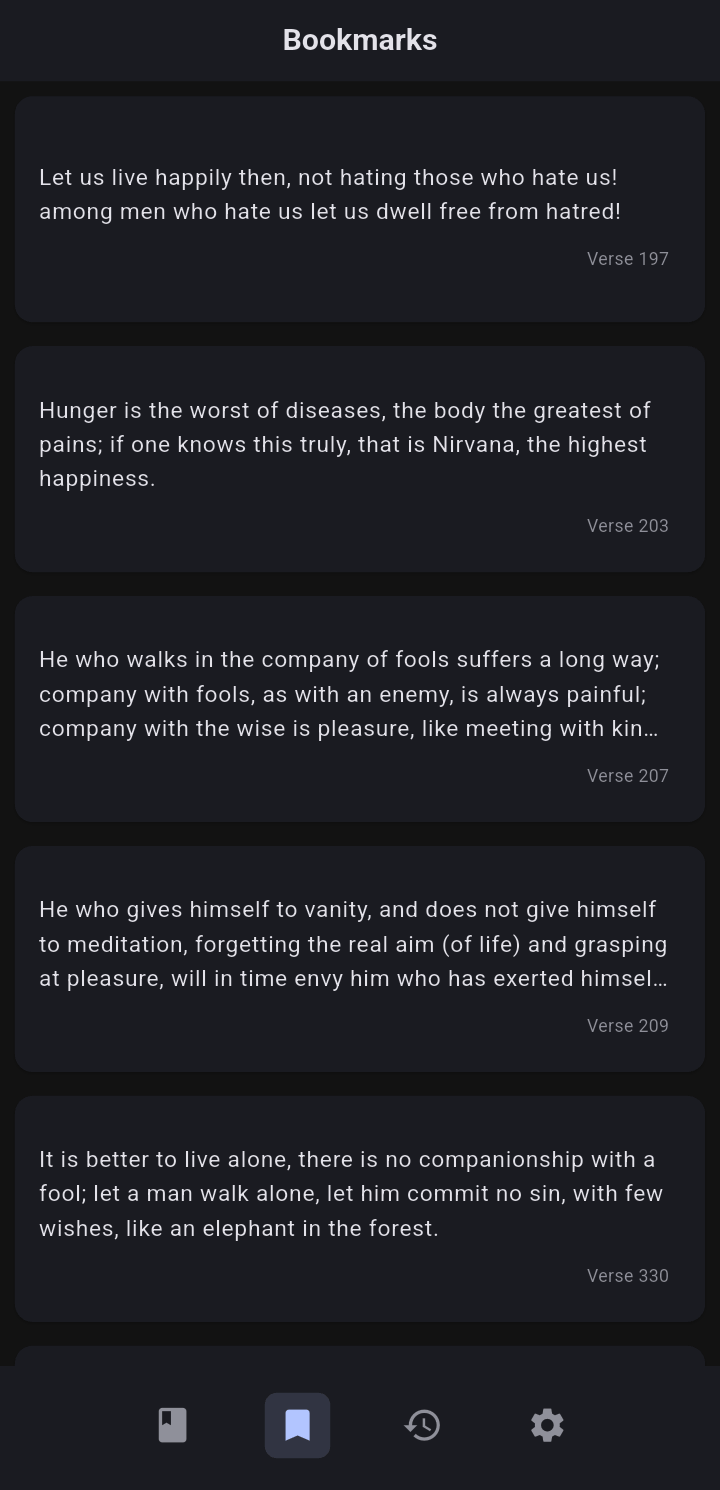 Bookmarks
Let us live happily then, not hating those who hate us!
among men who hate us let us dwell free from hatred!
Verse 197
Hunger is the worst of diseases, the body the greatest of
pains; if one knows this truly, that is Nirvana, the highest
happiness.
Verse 203
He who walks in the company of fools suffers a long way;
company with fools, as with an enemy, is always painful;
company with the wise is pleasure, like meeting with kin…
Verse 207
He who gives himself to vanity, and does not give himself
to meditation, forgetting the real aim (of life) and grasping
at pleasure, will in time envy him who has exerted himsel…
Verse 209
It is better to live alone, there is no companionship with a
fool; let a man walk alone, let him commit no sin, with few
wishes, like an elephant in the forest.
Verse 330